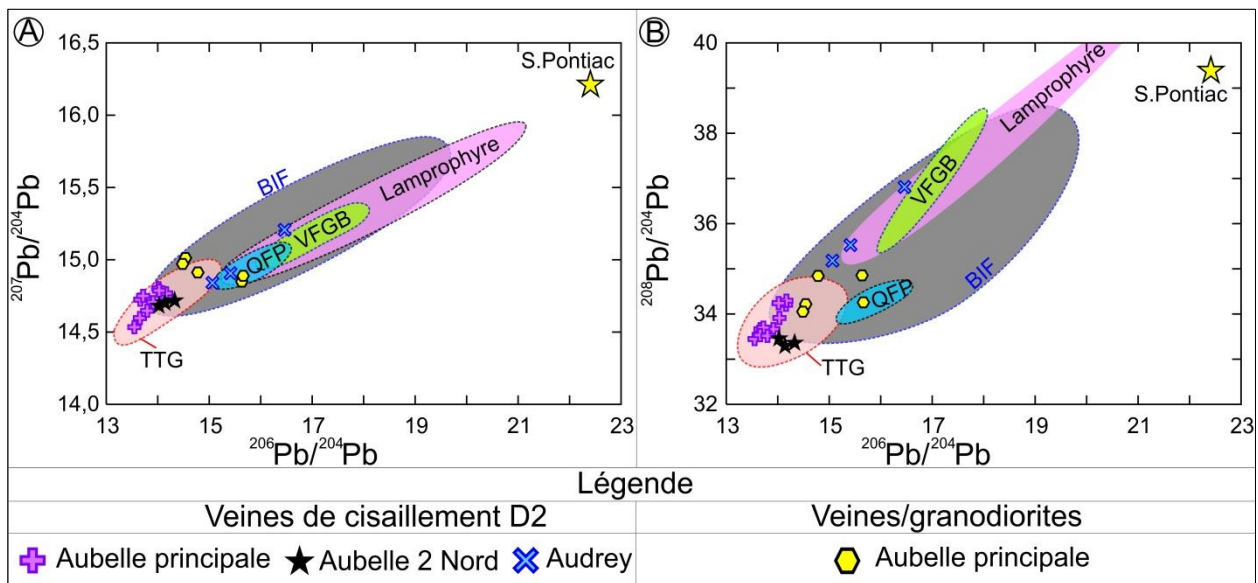 A
16,5
16,0
15,5
15,0
14,5
14,0
²⁰⁷Pb/²⁰⁴Pb
S.Pontiac
BIF
Lamprophyre
VFGB
QFP
TTG
13 15 17 19 21 23
²⁰⁶Pb/²⁰⁴Pb
B
40
38
36
34
32
²⁰⁸Pb/²⁰⁴Pb
S.Pontiac
Lamprophyre
VFGB
BIF
QFP
TTG
13 15 17 19 21 23
²⁰⁶Pb/²⁰⁴Pb
Légende
Veines de cisaillement D2
Veines/granodiorites
Aubelle principale Aubelle 2 Nord Audrey
Aubelle principale